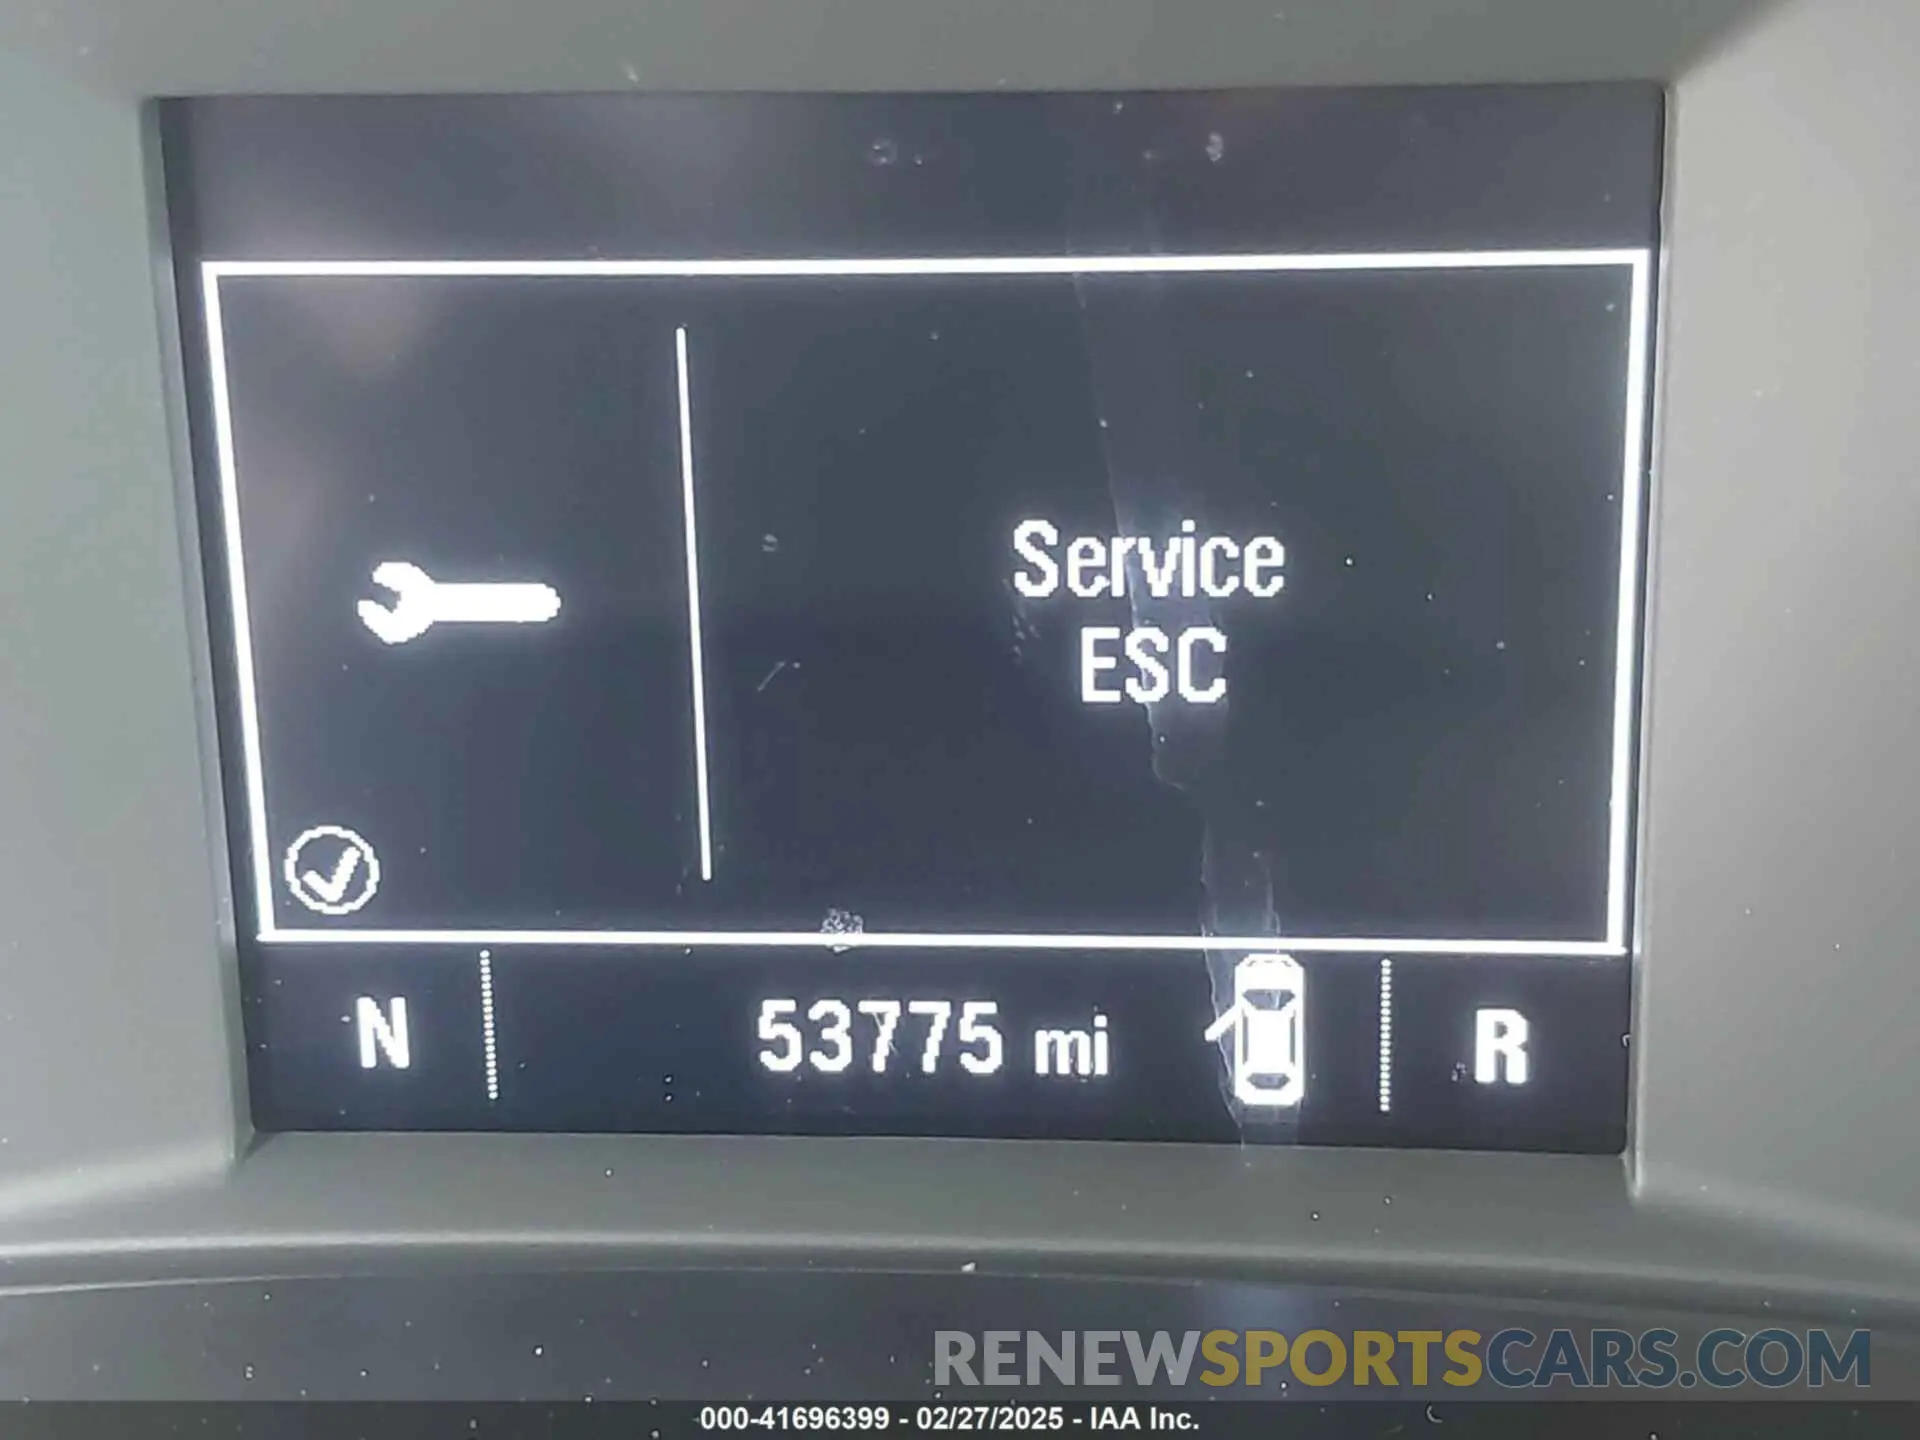 Service
ESC
N 53775 mi R
RENEWSPORTSCARS.COM
000-41696399 - 02/27/2025 - IAA Inc.